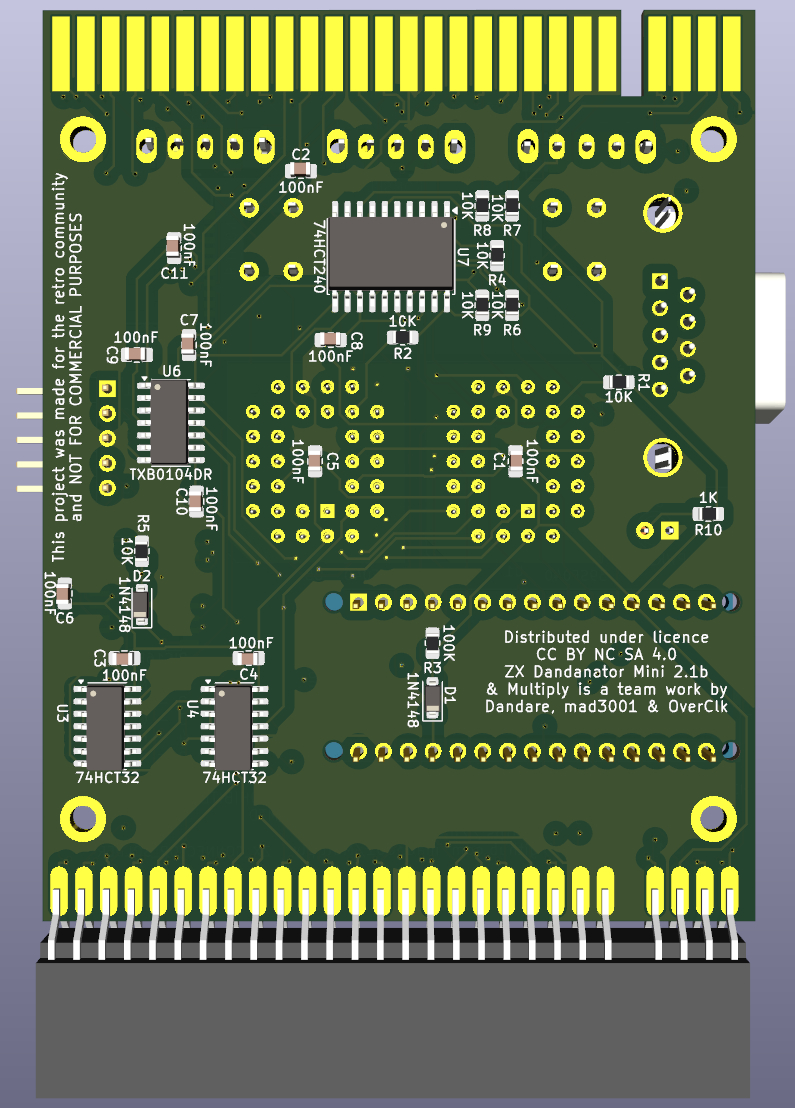 C2
100nF
This project was made for the retro community
and NOT FOR COMMERCIAL PURPOSES
100nF
C11
74HCT240
U7
10K
R8
10K
R7
10K
R4
10K
R9
10K
R6
10K
R2
C7
100nF
100nF
C9
C8
100nF
U6
TXB0104DR
R1
10K
100nF
C5
C1
100nF
C10
100nF
1K
R10
R5
10K
D2
1N4148
100nF
C6
C3
100nF
100nF
C4
100K
R3
1N4148
D1
Distributed under licence
CC BY NC SA 4.0
ZX Dandanator Mini 2.1b
& Multiply is a team work by
Dandare, mad3001 & OverClk
U3
74HCT32
U4
74HCT32